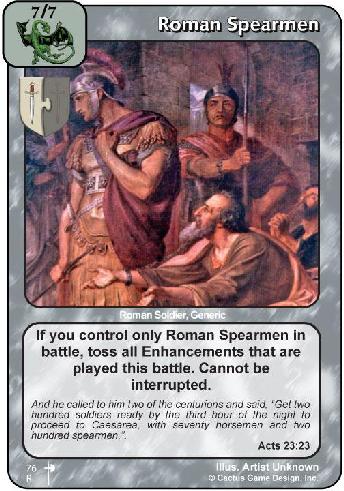 7/7
Roman Spearmen
Roman Soldier, Generic
If you control only Roman Spearmen in
battle, toss all Enhancements that are
played this battle. Cannot be
interrupted.
And he called to him two of the centurions and said, "Get two
hundred soldiers ready by the third hour of the night to
proceed to Caesarea, with seventy horsemen and two
hundred spearmen.".
Acts 23:23
76
R
Illus. Artist Unknown
© Cactus Game Design, Inc.